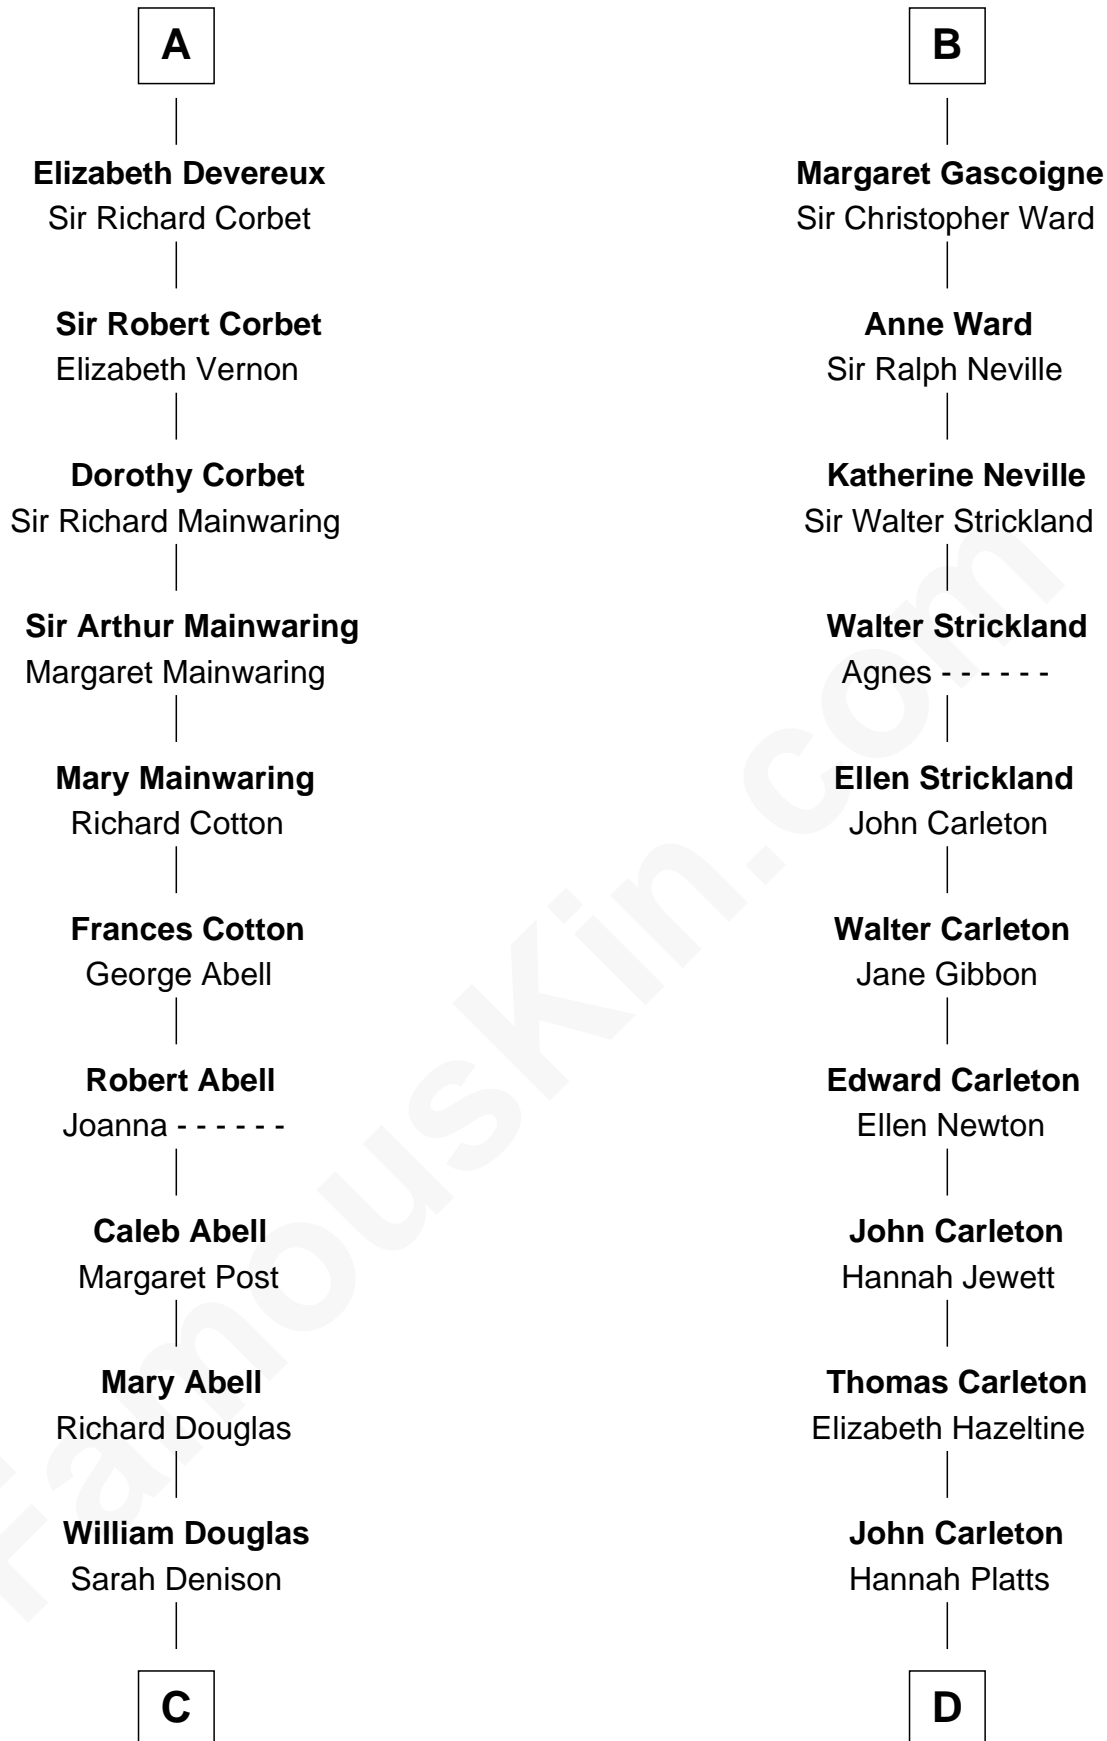 A
Elizabeth Devereux
Sir Richard Corbet
Sir Robert Corbet
Elizabeth Vernon
Dorothy Corbet
Sir Richard Mainwaring
Sir Arthur Mainwaring
Margaret Mainwaring
Mary Mainwaring
Richard Cotton
Frances Cotton
George Abell
Robert Abell
Joanna - - - - - -
Caleb Abell
Margaret Post
Mary Abell
Richard Douglas
William Douglas
Sarah Denison
C
B
Margaret Gascoigne
Sir Christopher Ward
Anne Ward
Sir Ralph Neville
Katherine Neville
Sir Walter Strickland
Walter Strickland
Agnes - - - - - -
Ellen Strickland
John Carleton
Walter Carleton
Jane Gibbon
Edward Carleton
Ellen Newton
John Carleton
Hannah Jewett
Thomas Carleton
Elizabeth Hazeltine
John Carleton
Hannah Platts
D
FamousKin.com